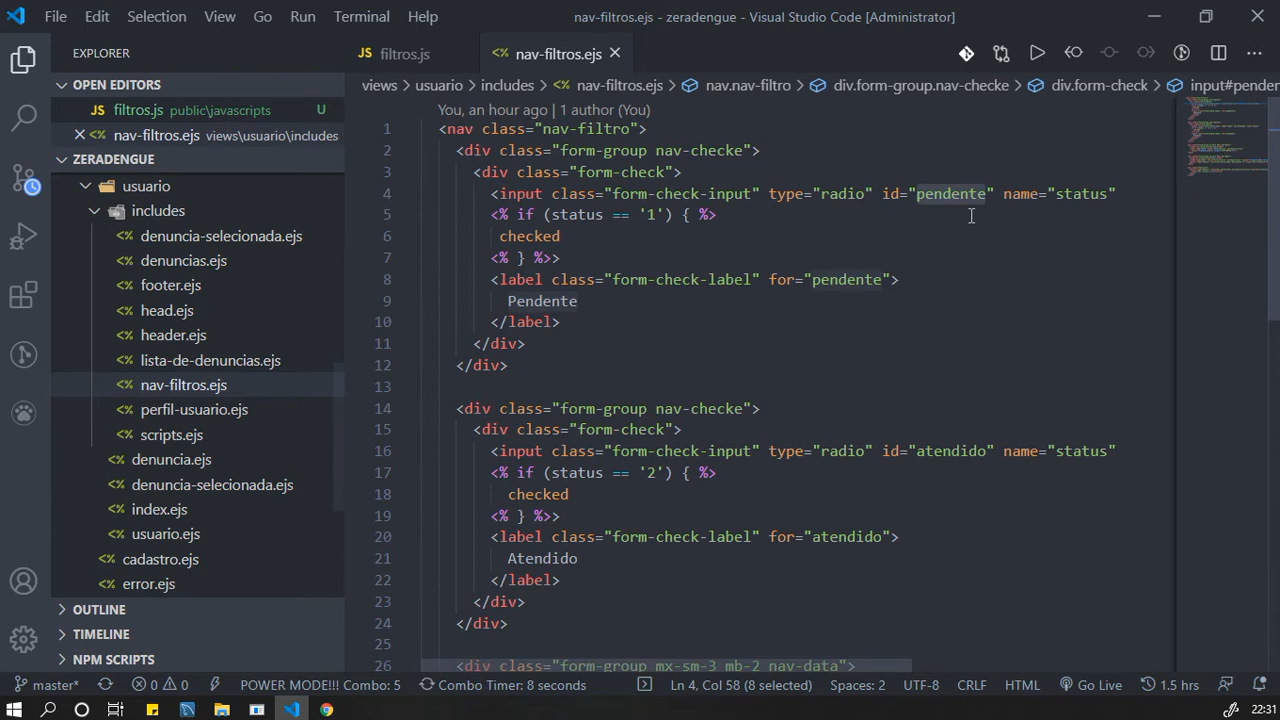 File Edit Selection View Go Run Terminal Help nav-filtros.ejs - zeradengue - Visual Studio Code [Administrator]
EXPLORER
OPEN EDITORS
JS filtros.js public\javascripts U
nav-filtros.ejs views\usuario\includes
ZERADENGUE
usuario
includes
denuncia-selecionada.ejs
denuncias.ejs
footer.ejs
head.ejs
header.ejs
lista-de-denuncias.ejs
nav-filtros.ejs
perfil-usuario.ejs
scripts.ejs
denuncia.ejs
denuncia-selecionada.ejs
index.ejs
usuario.ejs
cadastro.ejs
error.ejs
OUTLINE
TIMELINE
NPM SCRIPTS
JS filtros.js
<% nav-filtros.ejs
views > usuario > includes > <% nav-filtros.ejs > nav.nav-filtro > div.form-group.nav-checke > div.form-check > input#pender
You, an hour ago | 1 author (You)
1 <nav class="nav-filtro">
2 <div class="form-group nav-checke">
3 <div class="form-check">
4 <input class="form-check-input" type="radio" id="pendente" name="status"
5 <% if (status == '1') { %>
6 checked
7 <% } %>>
8 <label class="form-check-label" for="pendente">
9 Pendente
10 </label>
11 </div>
12 </div>
13
14 <div class="form-group nav-checke">
15 <div class="form-check">
16 <input class="form-check-input" type="radio" id="atendido" name="status"
17 <% if (status == '2') { %>
18 checked
19 <% } %>>
20 <label class="form-check-label" for="atendido">
21 Atendido
22 </label>
23 </div>
24 </div>
25
26 <div class="form-group mx-sm-3 mb-2 nav-data">
master* 0 0 POWER MODE!!! Combo: 5 Combo Timer: 8 seconds Ln 4, Col 58 (8 selected) Spaces: 2 UTF-8 CRLF HTML Go Live 1.5 hrs
22:31